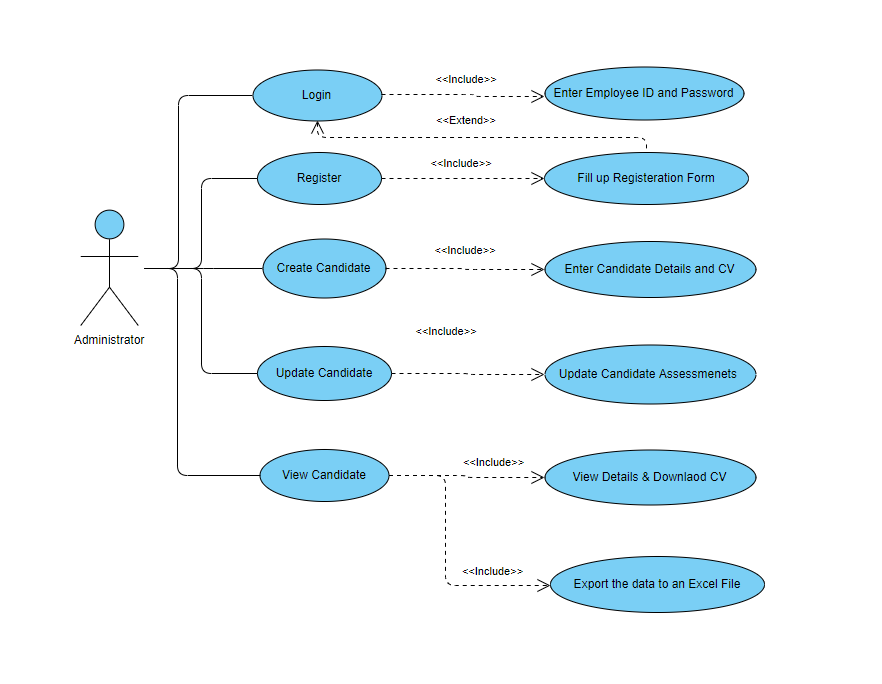 <<Include>>
Login
Enter Employee ID and Password
<<Extend>>
<<Include>>
Register
Fill up Registeration Form
<<Include>>
Create Candidate
Enter Candidate Details and CV
Administrator
<<Include>>
Update Candidate
Update Candidate Assessmenets
<<Include>>
View Candidate
View Details & Downlaod CV
<<Include>>
Export the data to an Excel File